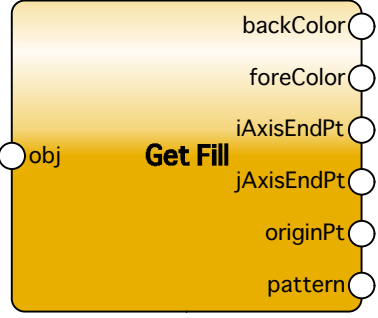 backColor
foreColor
iAxisEndPt
obj
Get Fill
jAxisEndPt
originPt
pattern